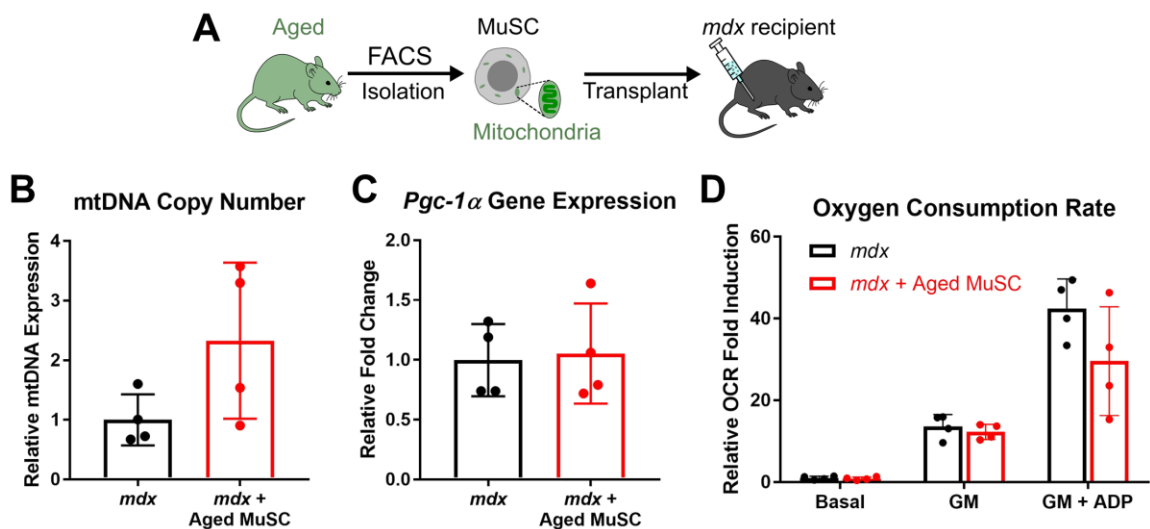 A
Aged
FACS
Isolation
MuSC
Mitochondria
Transplant
mdx recipient
B
mtDNA Copy Number
Relative mtDNA Expression
4
3
2
1
0
mdx
mdx +
Aged MuSC
C
Pgc-1α Gene Expression
Relative Fold Change
2.0
1.5
1.0
0.5
0.0
mdx
mdx +
Aged MuSC
D
Oxygen Consumption Rate
Relative OCR Fold Induction
60
40
20
0
mdx
mdx + Aged MuSC
Basal
GM
GM + ADP